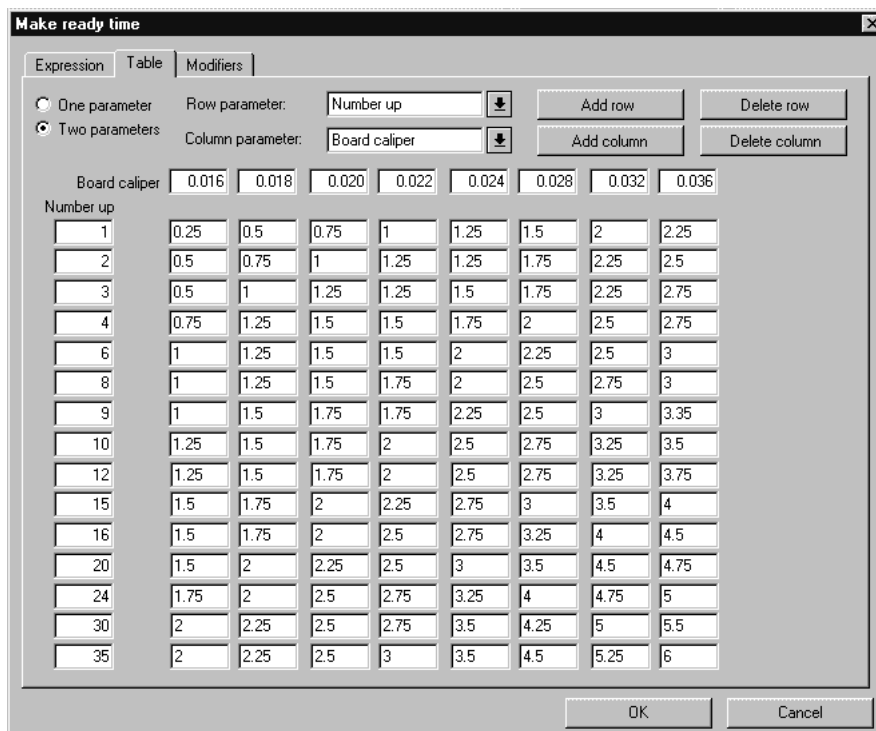 Make ready time
Expression Table Modifiers
One parameter Row parameter: Number up Add row Delete row
Two parameters Column parameter: Board caliper Add column Delete column
Board caliper 0.016 0.018 0.020 0.022 0.024 0.028 0.032 0.036
Number up
1 0.25 0.5 0.75 1 1.25 1.5 2 2.25
2 0.5 0.75 1 1.25 1.25 1.75 2.25 2.5
3 0.5 1 1.25 1.25 1.5 1.75 2.25 2.75
4 0.75 1.25 1.5 1.5 1.75 2 2.5 2.75
6 1 1.25 1.5 1.5 2 2.25 2.5 3
8 1 1.25 1.5 1.75 2 2.5 2.75 3
9 1 1.5 1.75 1.75 2.25 2.5 3 3.35
10 1.25 1.5 1.75 2 2.5 2.75 3.25 3.5
12 1.25 1.5 1.75 2 2.5 2.75 3.25 3.75
15 1.5 1.75 2 2.25 2.75 3 3.5 4
16 1.5 1.75 2 2.5 2.75 3.25 4 4.5
20 1.5 2 2.25 2.5 3 3.5 4.5 4.75
24 1.75 2 2.5 2.75 3.25 4 4.75 5
30 2 2.25 2.5 2.75 3.5 4.25 5 5.5
35 2 2.25 2.5 3 3.5 4.5 5.25 6
OK Cancel